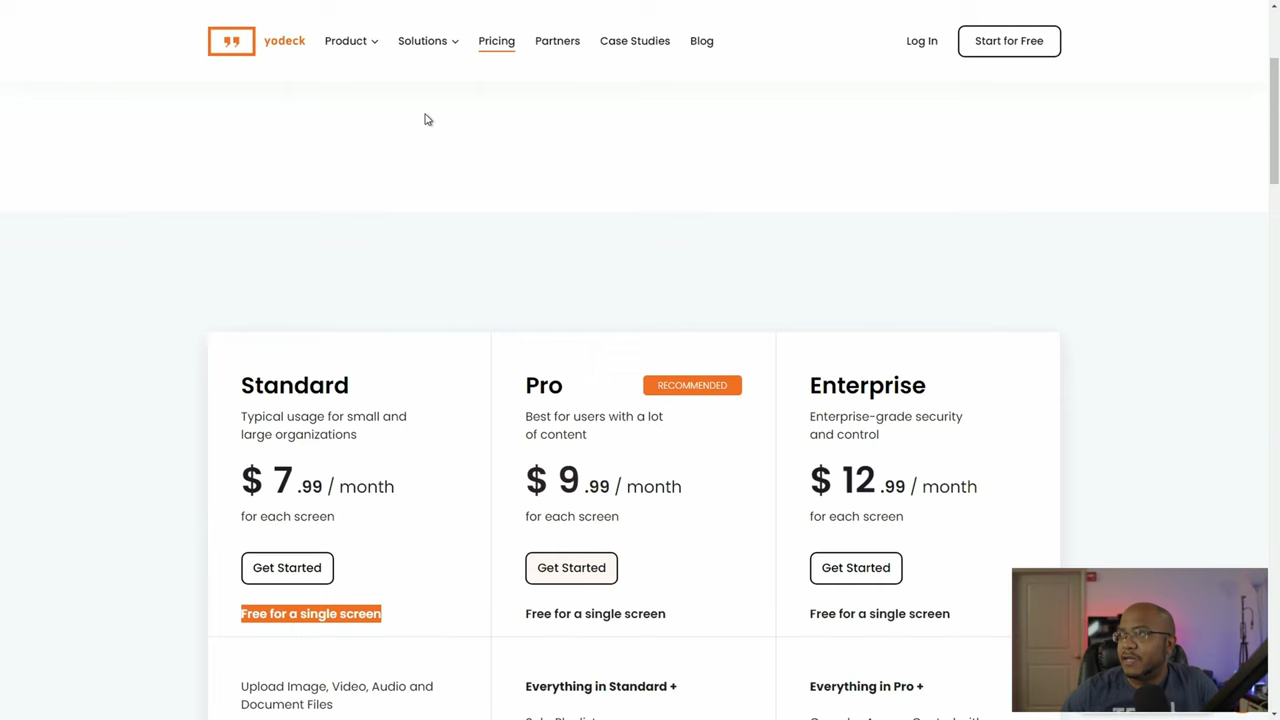 yodeck Product Solutions Pricing Partners Case Studies Blog Log In Start for Free
Standard
Typical usage for small and
large organizations
$ 7.99 / month
for each screen
Get Started
Free for a single screen
Upload Image, Video, Audio and
Document Files
Pro
RECOMMENDED
Best for users with a lot
of content
$ 9.99 / month
for each screen
Get Started
Free for a single screen
Everything in Standard +
Enterprise
Enterprise-grade security
and control
$ 12.99 / month
for each screen
Get Started
Free for a single screen
Everything in Pro +